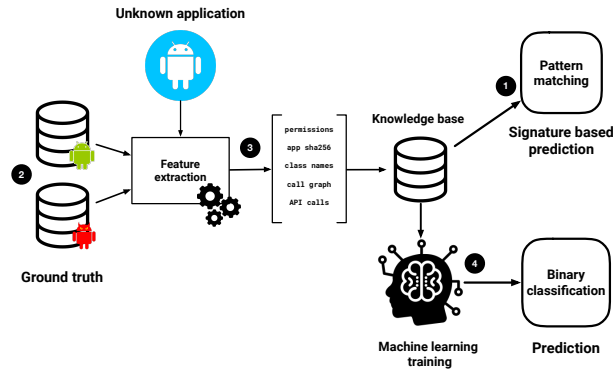 Unknown application
1
Pattern
matching
Signature based
prediction
Knowledge base
2
Feature
extraction
3
permissions
app sha256
class names
call graph
API calls
Ground truth
4
Binary
classification
Machine learning
training
Prediction